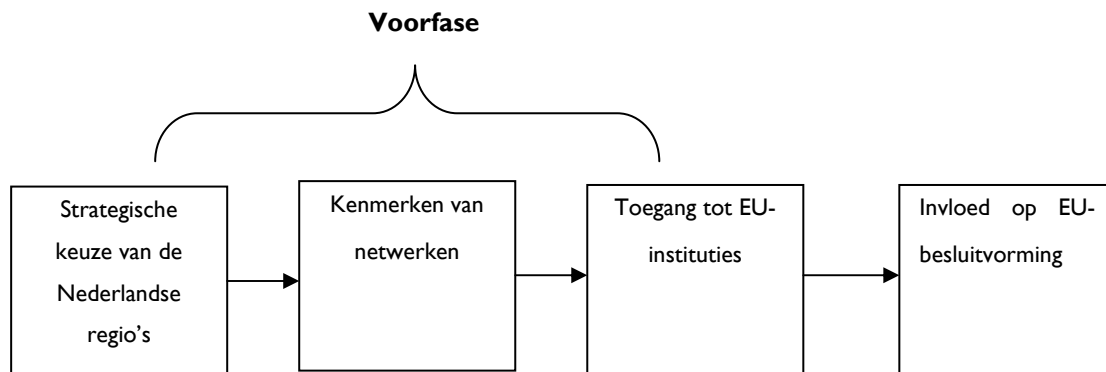 Voorfase
Strategische
keuze van de
Nederlandse
regio's
Kenmerken van
netwerken
Toegang tot EU-
instituties
Invloed op EU-
besluitvorming